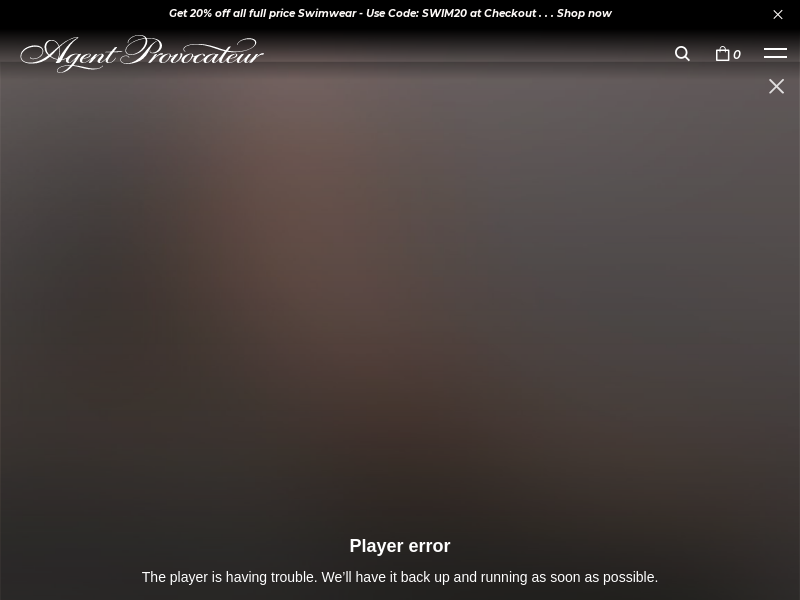 Get 20% off all full price Swimwear - Use Code: SWIM20 at Checkout . . . Shop now
Agent Provocateur
0
Player error
The player is having trouble. We'll have it back up and running as soon as possible.